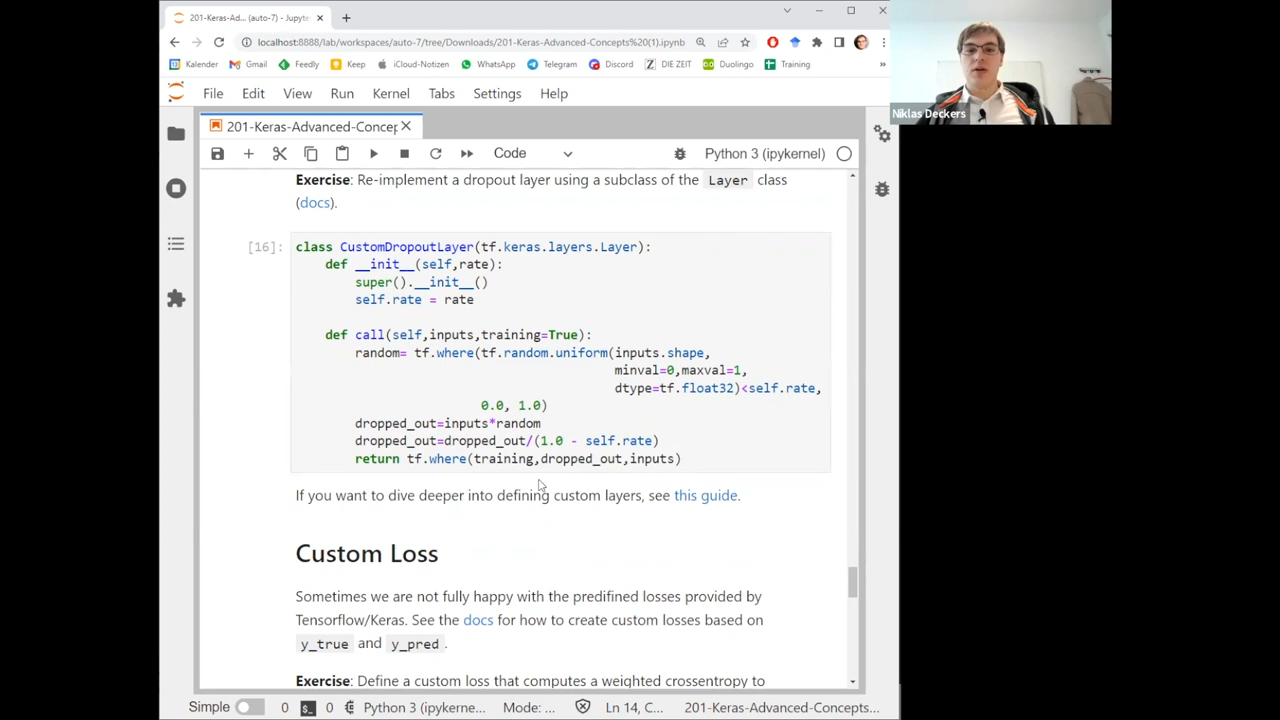 201-Keras-Ad... (auto-7) - Jupyter
localhost:8888/lab/workspaces/auto-7/tree/Downloads/201-Keras-Advanced-Concepts%20(1).ipynb
Kalender Gmail Feedly Keep iCloud-Notizen WhatsApp Telegram Discord DIE ZEIT Duolingo Training »
Niklas Deckers
File Edit View Run Kernel Tabs Settings Help
201-Keras-Advanced-Concep
Code Python 3 (ipykernel)
Exercise: Re-implement a dropout layer using a subclass of the Layer class
(docs).
[16]: class CustomDropoutLayer(tf.keras.layers.Layer):
def __init__(self,rate):
super().__init__()
self.rate = rate
def call(self,inputs,training=True):
random= tf.where(tf.random.uniform(inputs.shape,
minval=0,maxval=1,
dtype=tf.float32)<self.rate,
0.0, 1.0)
dropped_out=inputs*random
dropped_out=dropped_out/(1.0 - self.rate)
return tf.where(training,dropped_out,inputs)
If you want to dive deeper into defining custom layers, see this guide.
Custom Loss
Sometimes we are not fully happy with the predifined losses provided by
Tensorflow/Keras. See the docs for how to create custom losses based on
y_true and y_pred.
Exercise: Define a custom loss that computes a weighted crossentropy to
Simple 0 0 Python 3 (ipykerne... Mode: ... Ln 14, C... 201-Keras-Advanced-Concepts...